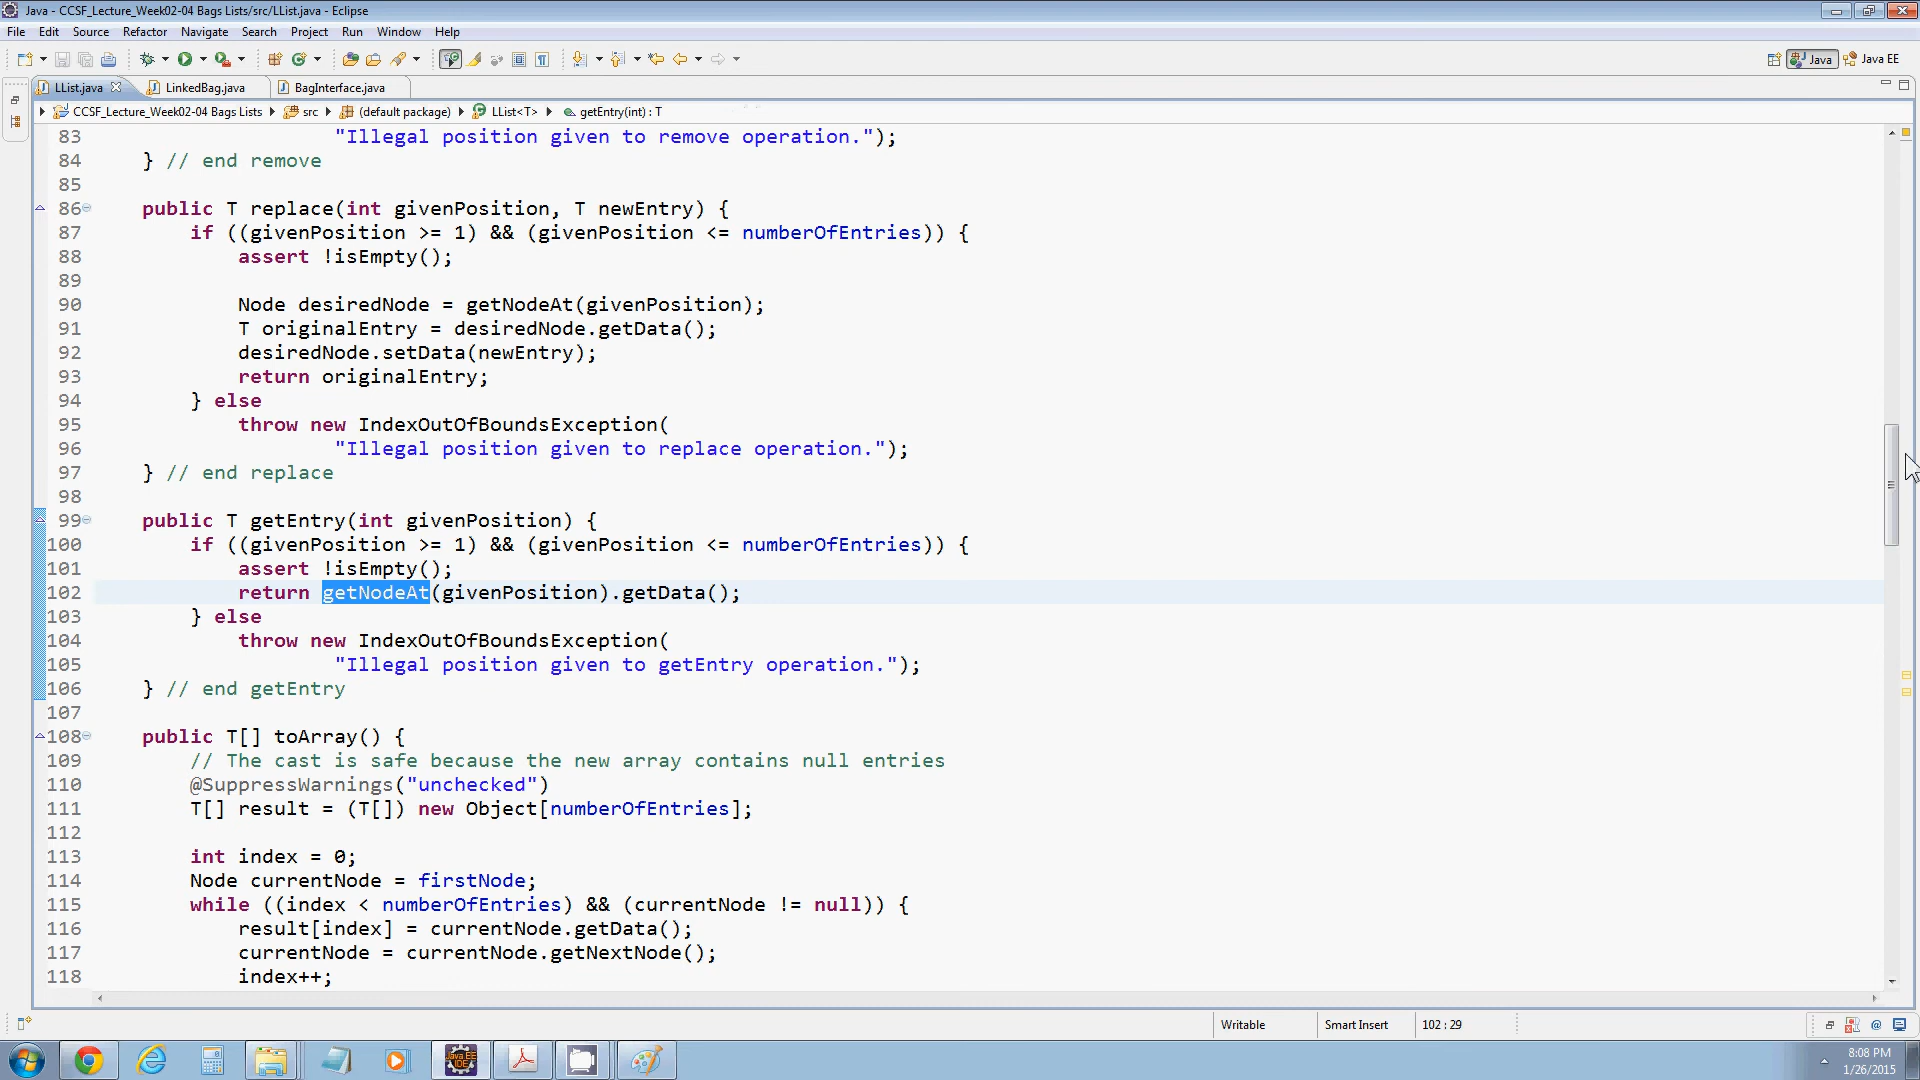 Java - CCSF_Lecture_Week02-04 Bags Lists/src/LList.java - Eclipse
File Edit Source Refactor Navigate Search Project Run Window Help
Java Java EE
LList.java LinkedBag.java BagInterface.java
CCSF_Lecture_Week02-04 Bags Lists src (default package) LList<T> getEntry(int) : T
83 "Illegal position given to remove operation.");
84 } // end remove
85
86 public T replace(int givenPosition, T newEntry) {
87 if ((givenPosition >= 1) && (givenPosition <= numberOfEntries)) {
88 assert !isEmpty();
89
90 Node desiredNode = getNodeAt(givenPosition);
91 T originalEntry = desiredNode.getData();
92 desiredNode.setData(newEntry);
93 return originalEntry;
94 } else
95 throw new IndexOutOfBoundsException(
96 "Illegal position given to replace operation.");
97 } // end replace
98
99 public T getEntry(int givenPosition) {
100 if ((givenPosition >= 1) && (givenPosition <= numberOfEntries)) {
101 assert !isEmpty();
102 return getNodeAt(givenPosition).getData();
103 } else
104 throw new IndexOutOfBoundsException(
105 "Illegal position given to getEntry operation.");
106 } // end getEntry
107
108 public T[] toArray() {
109 // The cast is safe because the new array contains null entries
110 @SuppressWarnings("unchecked")
111 T[] result = (T[]) new Object[numberOfEntries];
112
113 int index = 0;
114 Node currentNode = firstNode;
115 while ((index < numberOfEntries) && (currentNode != null)) {
116 result[index] = currentNode.getData();
117 currentNode = currentNode.getNextNode();
118 index++;
Writable Smart Insert 102 : 29
Java EE
IDE
8:08 PM
1/26/2015